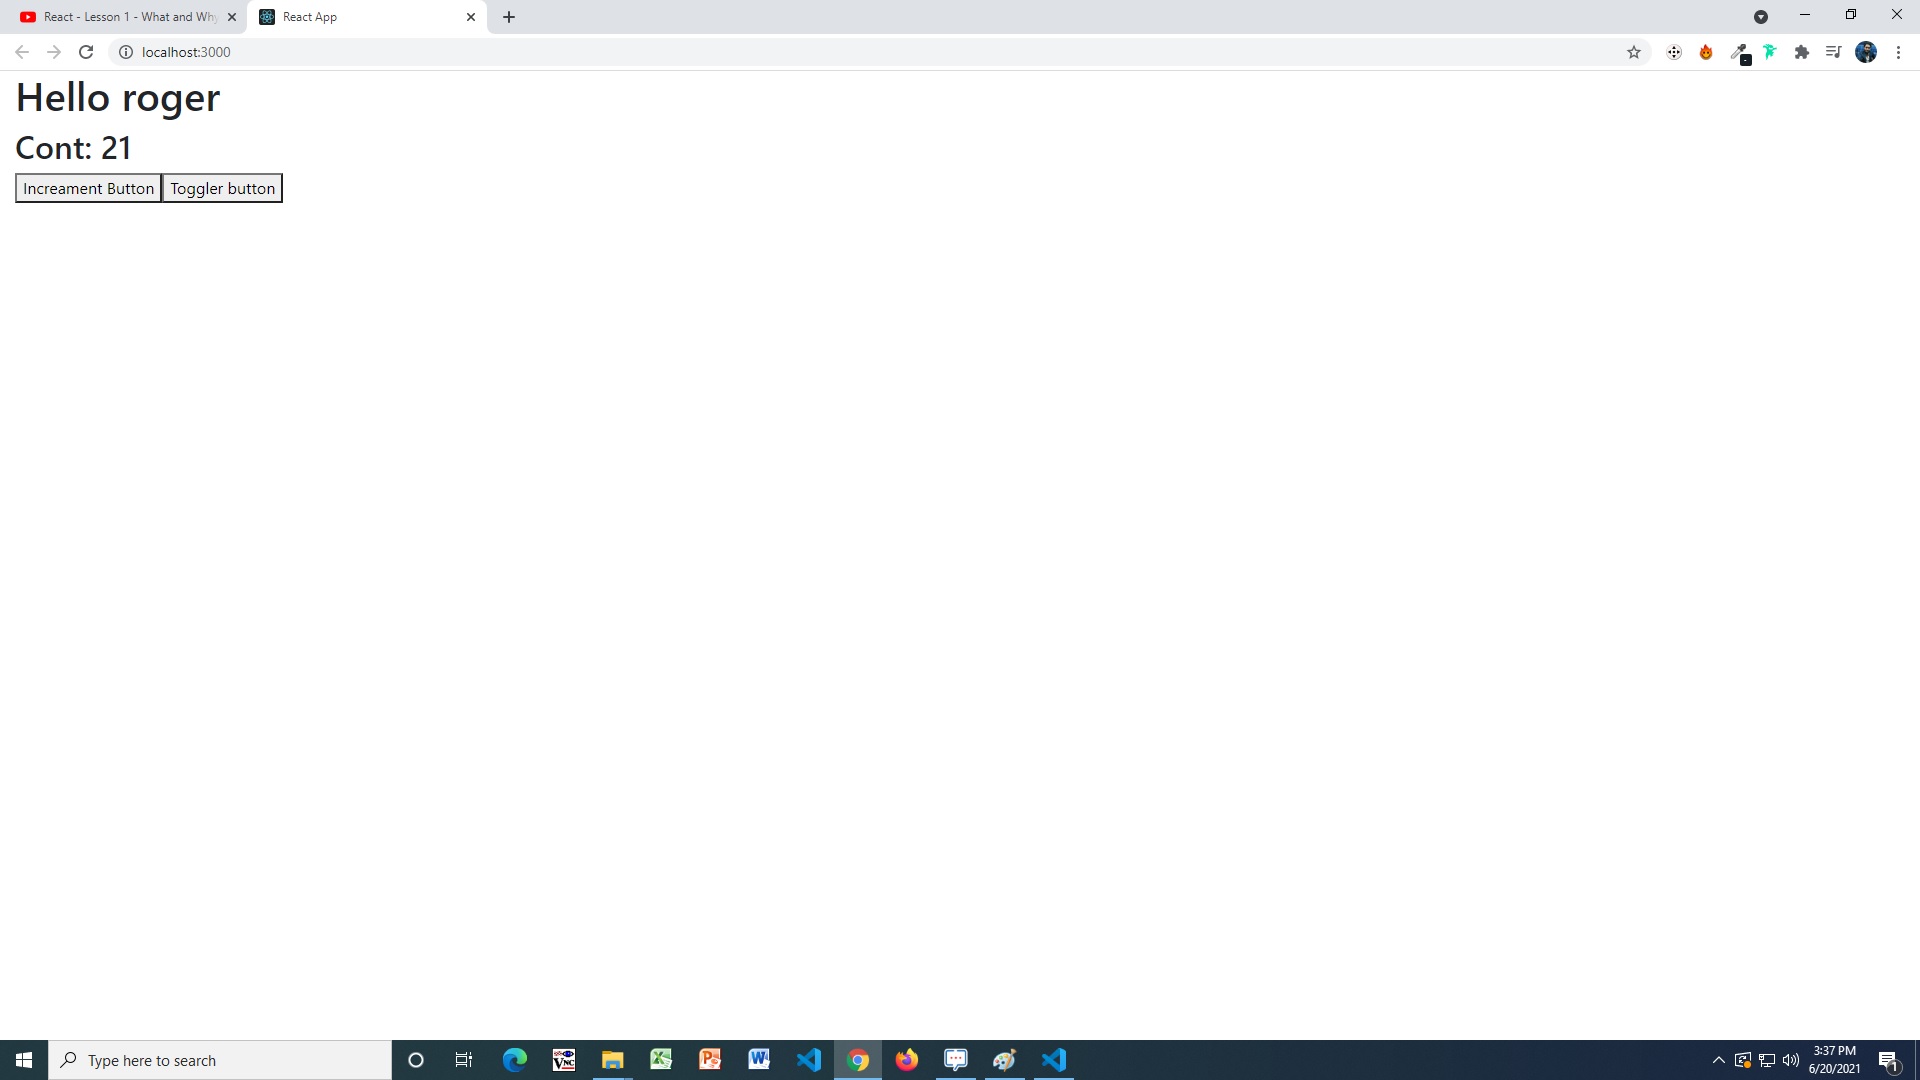 React - Lesson 1 - What and Why
React App
localhost:3000
Hello roger
Cont: 21
Increament Button Toggler button
Type here to search
3:37 PM
6/20/2021
1